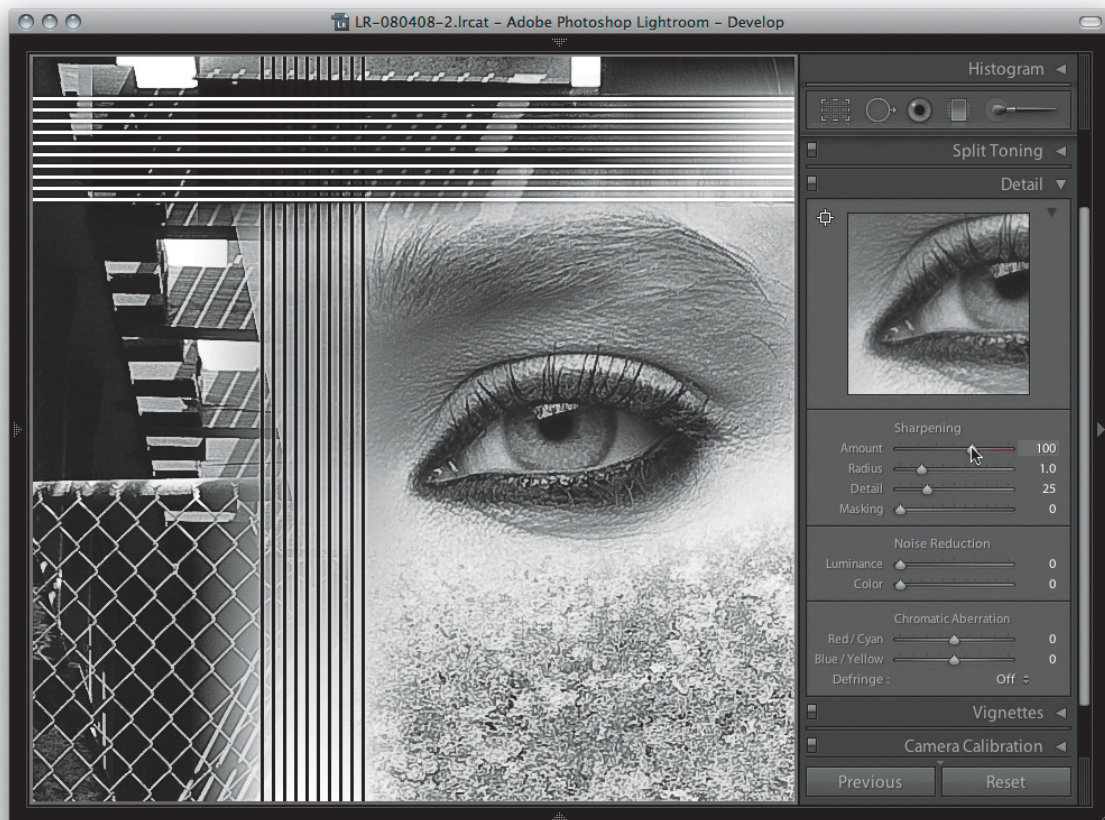 LR-080408-2.lrcat – Adobe Photoshop Lightroom – Develop
Histogram
Split Toning
Detail
Sharpening
Amount 100
Radius 1.0
Detail 25
Masking 0
Noise Reduction
Luminance 0
Color 0
Chromatic Aberration
Red / Cyan 0
Blue / Yellow 0
Defringe : Off
Vignettes
Camera Calibration
Previous Reset